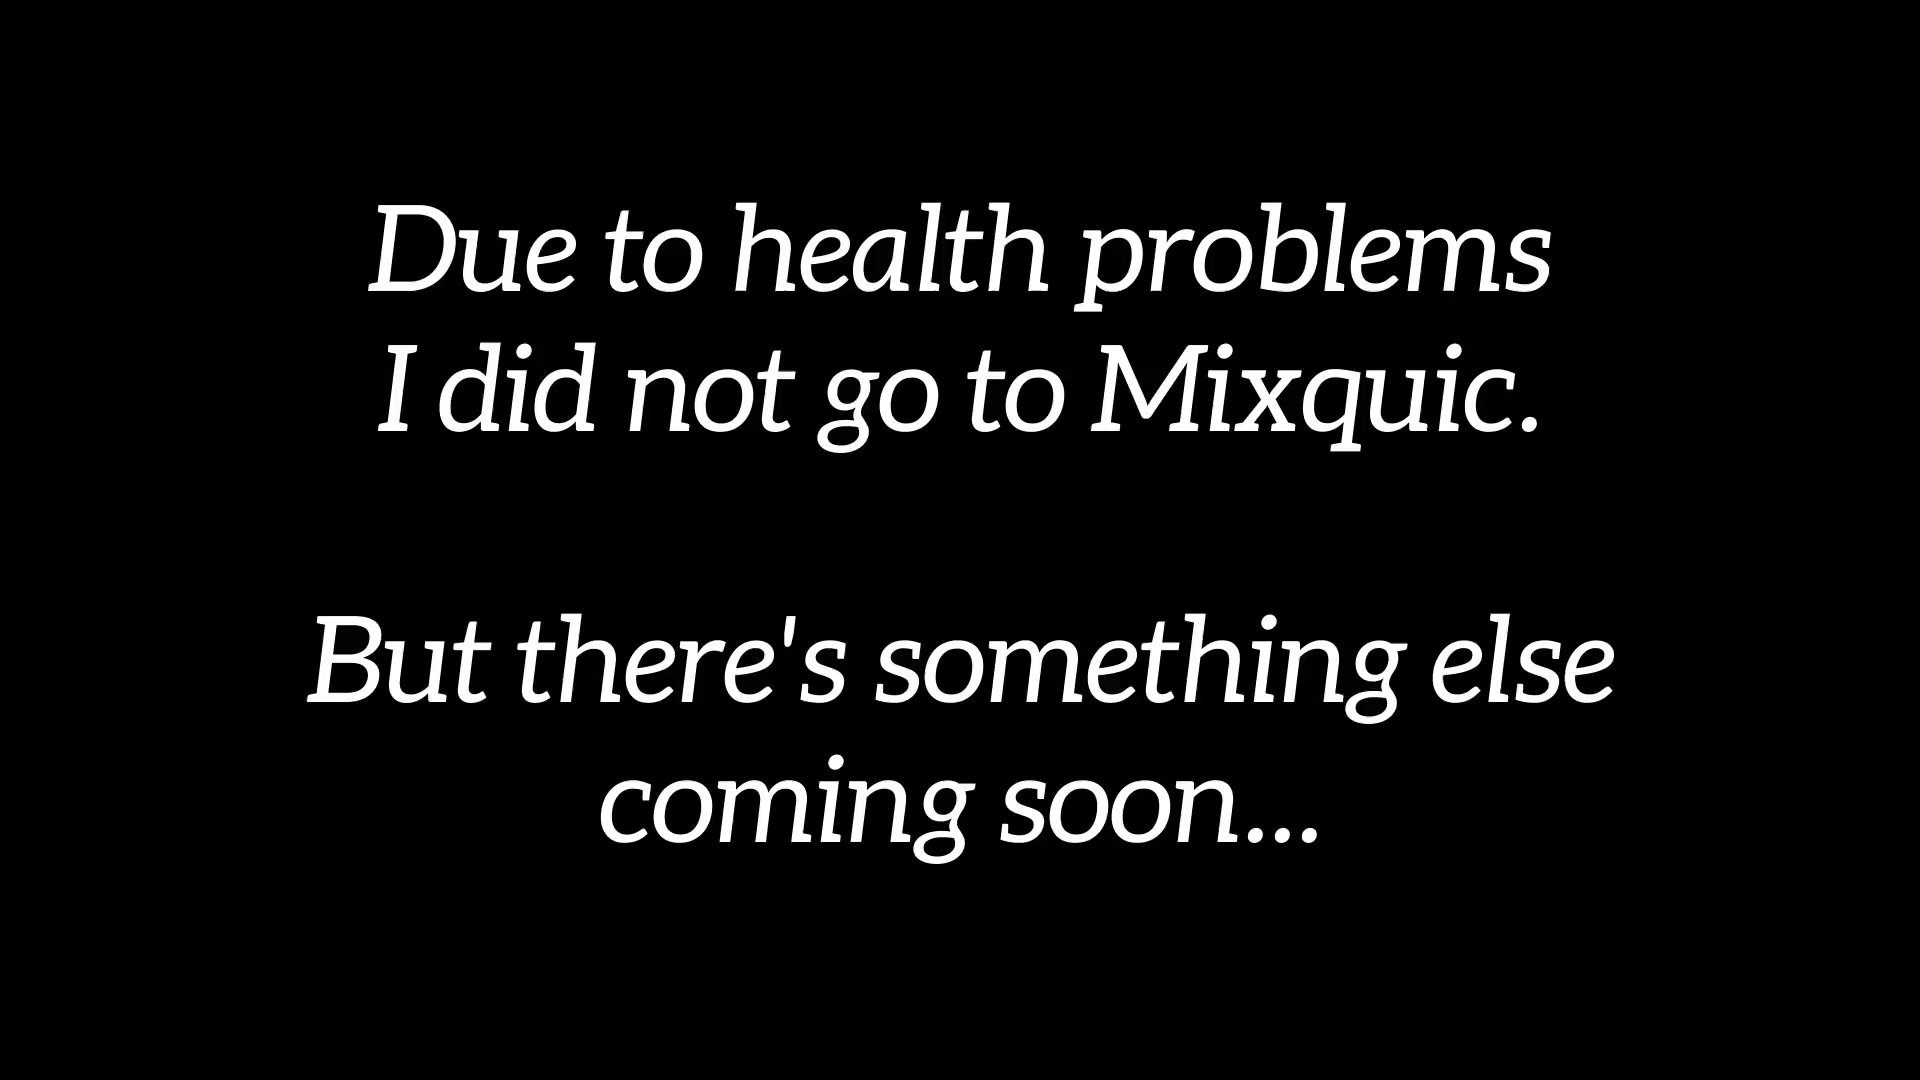 Due to health problems
I did not go to Mixquic.
But there's something else
coming soon...